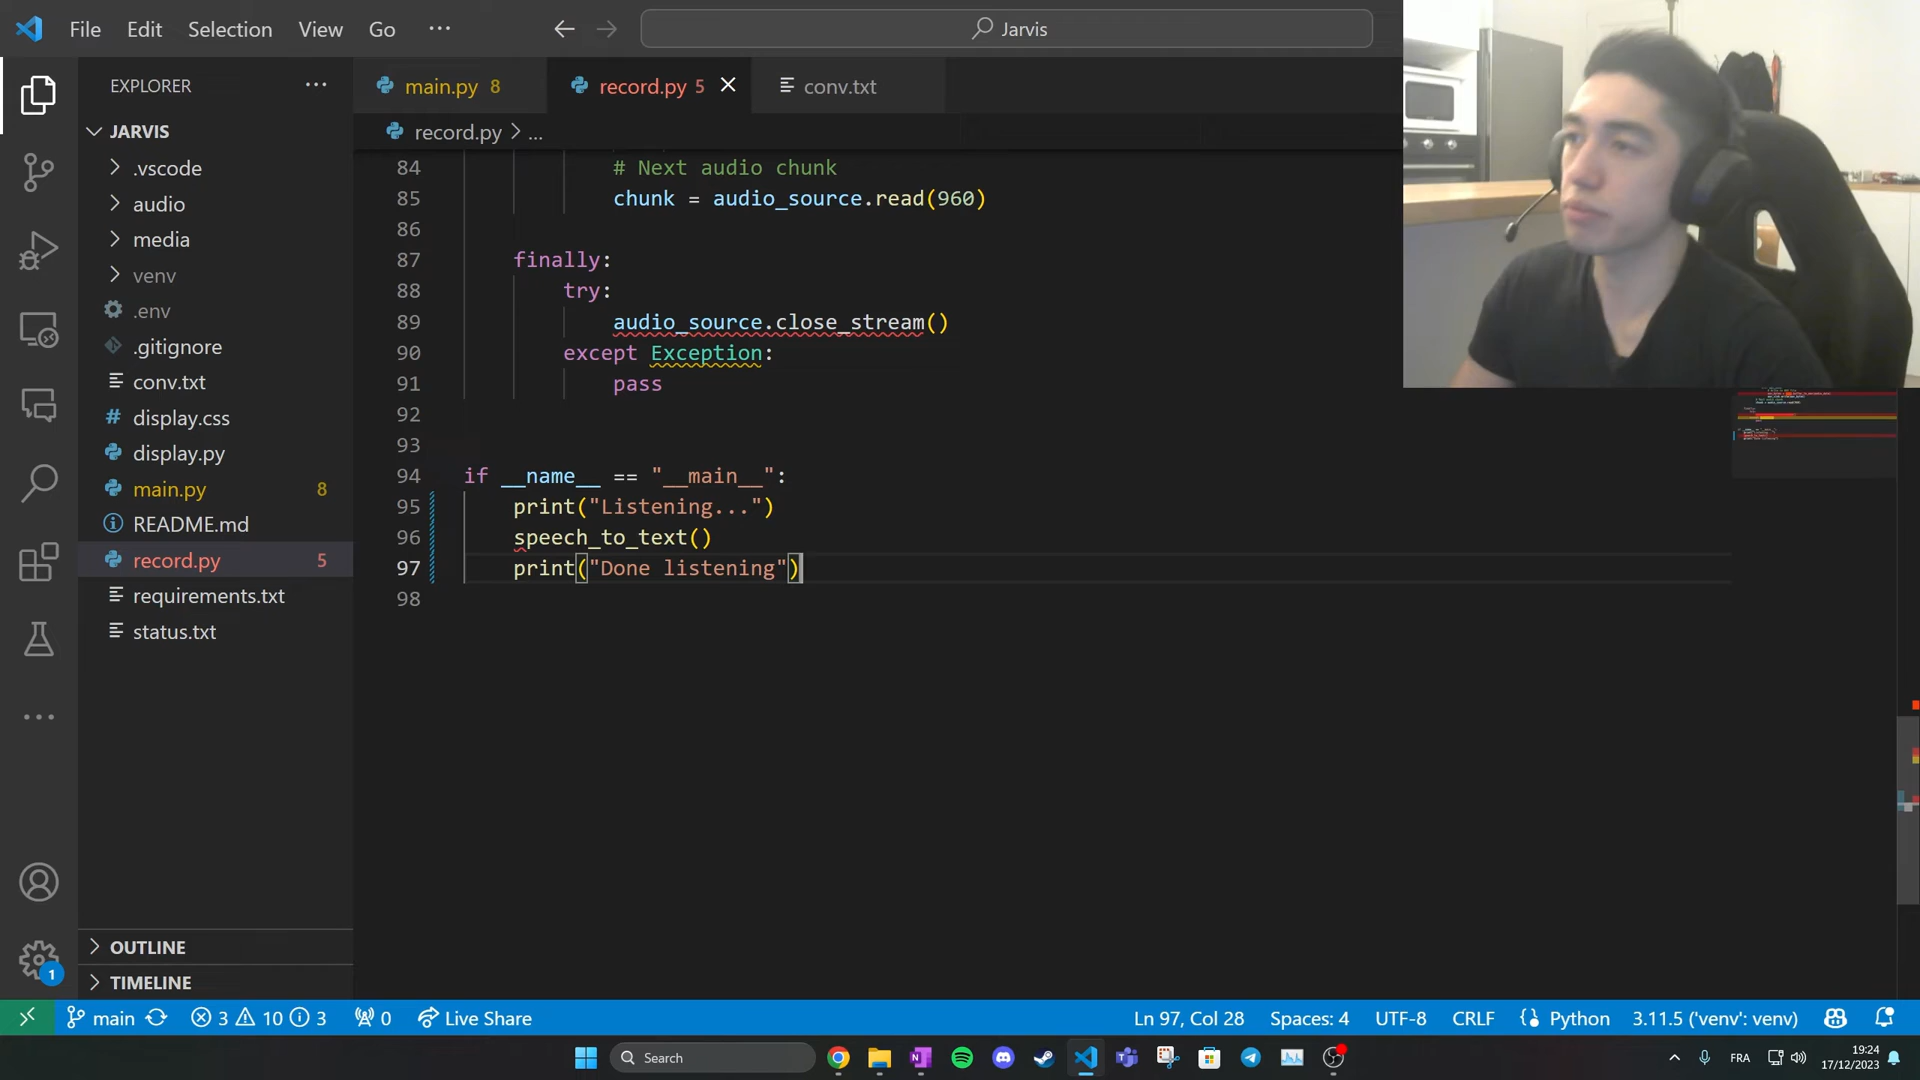 File Edit Selection View Go ··· Jarvis
EXPLORER ···
main.py 8 record.py 5 conv.txt
JARVIS
record.py > ...
.vscode
audio
media
venv
.env
.gitignore
conv.txt
display.css
display.py
main.py 8
README.md
record.py 5
requirements.txt
status.txt
OUTLINE
TIMELINE
84 # Next audio chunk
85 chunk = audio_source.read(960)
86
87 finally:
88 try:
89 audio_source.close_stream()
90 except Exception:
91 pass
92
93
94 if __name__ == "__main__":
95 print("Listening...")
96 speech_to_text()
97 print("Done listening")
98
1
main 3 10 3 0 Live Share Ln 97, Col 28 Spaces: 4 UTF-8 CRLF {} Python 3.11.5 ('venv': venv)
Search FRA 19:24
17/12/2023